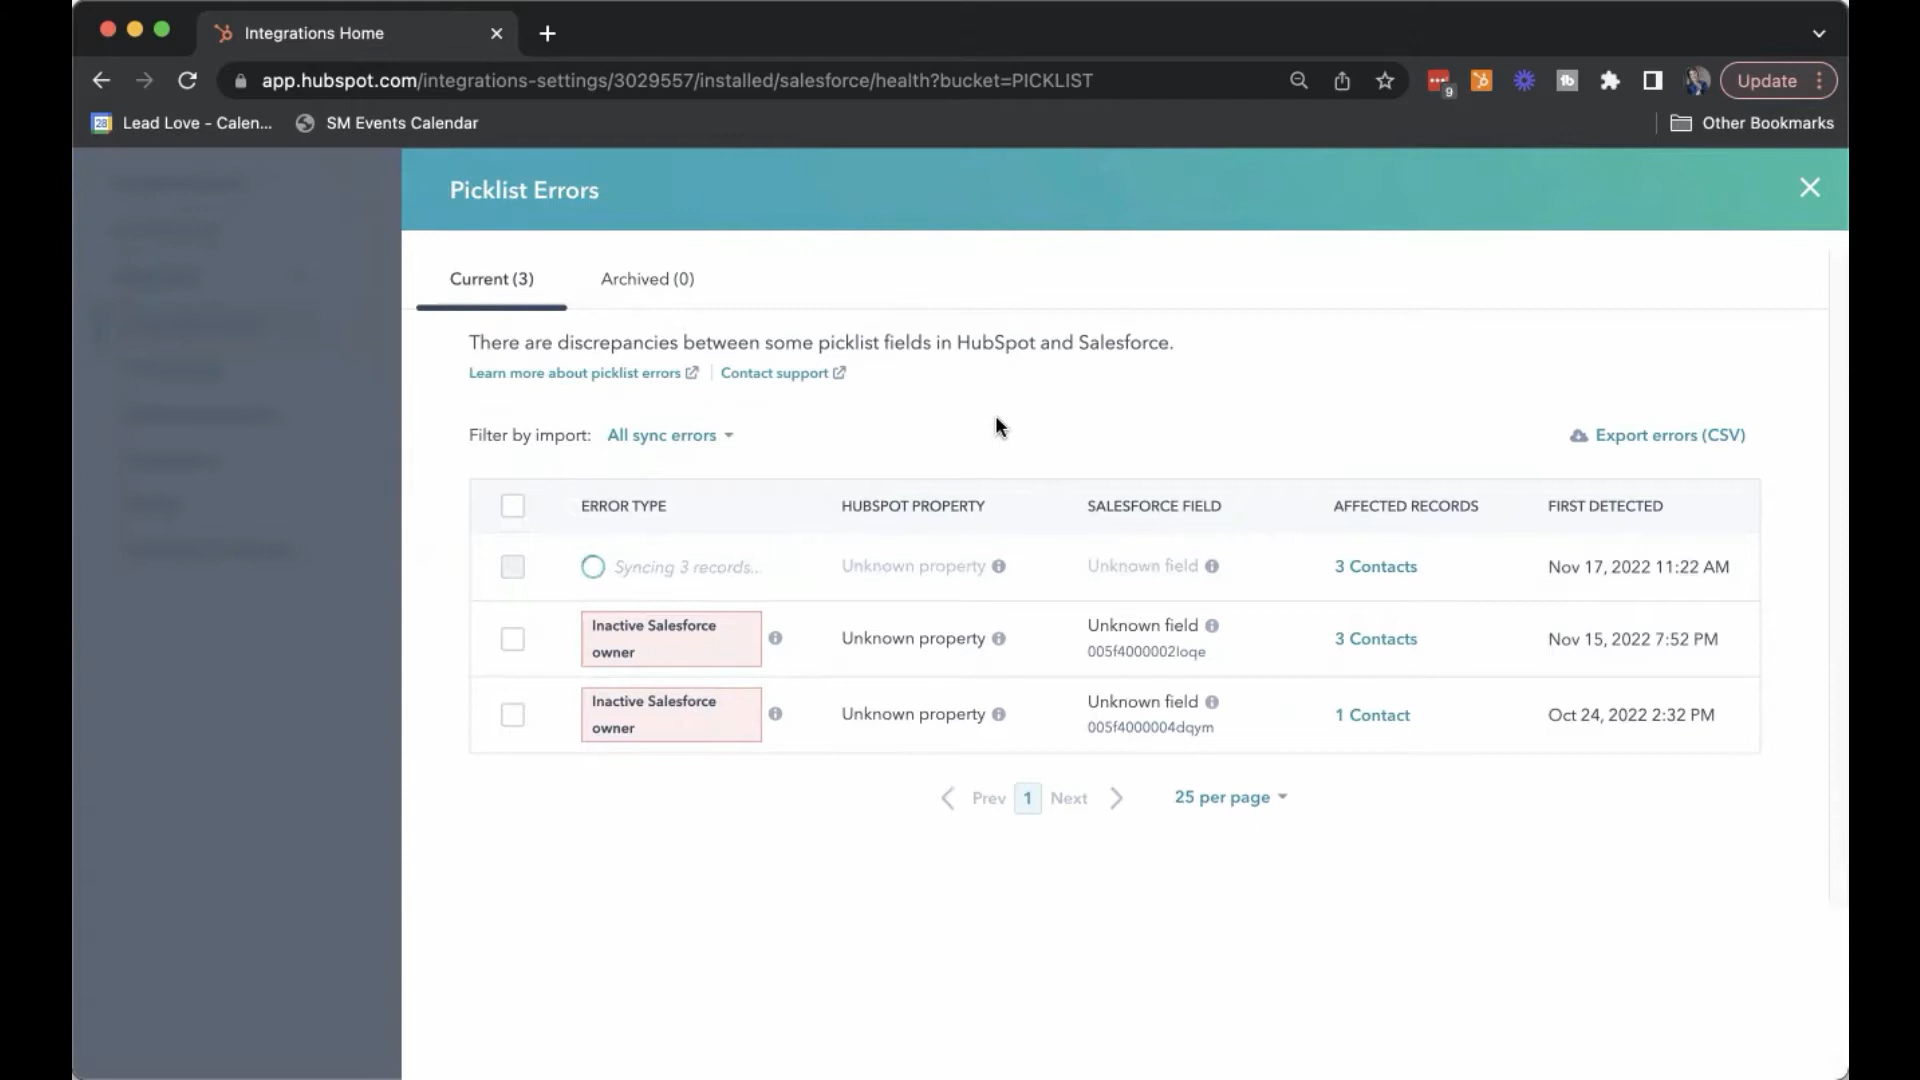 Integrations Home
app.hubspot.com/integrations-settings/3029557/installed/salesforce/health?bucket=PICKLIST
9
tb
Update
28
Lead Love - Calen...
SM Events Calendar
Other Bookmarks
Picklist Errors
Current (3)
Archived (0)
There are discrepancies between some picklist fields in HubSpot and Salesforce.
Learn more about picklist errors
Contact support
Filter by import:
All sync errors
Export errors (CSV)
ERROR TYPE
HUBSPOT PROPERTY
SALESFORCE FIELD
AFFECTED RECORDS
FIRST DETECTED
Syncing 3 records...
Unknown property
Unknown field
3 Contacts
Nov 17, 2022 11:22 AM
Inactive Salesforce
owner
Unknown property
Unknown field
005f4000002loqe
3 Contacts
Nov 15, 2022 7:52 PM
Inactive Salesforce
owner
Unknown property
Unknown field
005f4000004dqym
1 Contact
Oct 24, 2022 2:32 PM
Prev
1
Next
25 per page